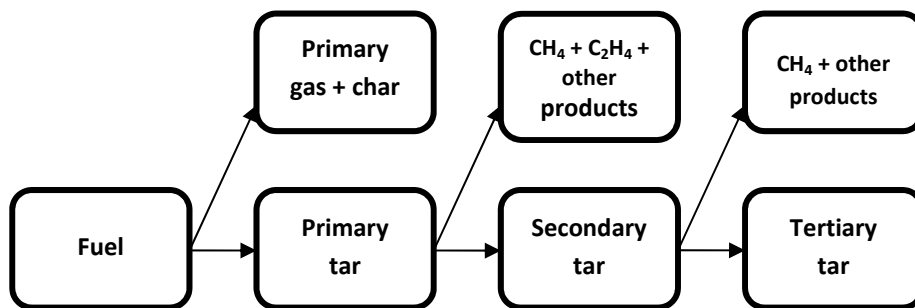 Primary
gas + char
CH₄ + C₂H₄ +
other
products
CH₄ + other
products
Fuel
Primary
tar
Secondary
tar
Tertiary
tar